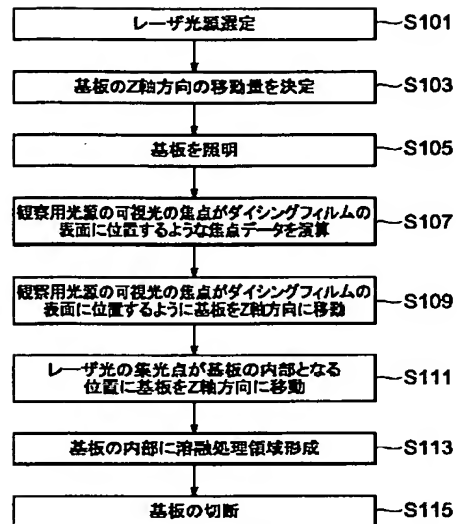 レーザ光源選定
S101
基板のZ軸方向の移動量を決定
S103
基板を照明
S105
観察用光源の可視光の焦点がダイシングフィルムの
表面に位置するような焦点データを演算
S107
観察用光源の可視光の焦点がダイシングフィルムの
表面に位置するように基板をZ軸方向に移動
S109
レーザ光の集光点が基板の内部となる
位置に基板をZ軸方向に移動
S111
基板の内部に溶融処理領域形成
S113
基板の切断
S115